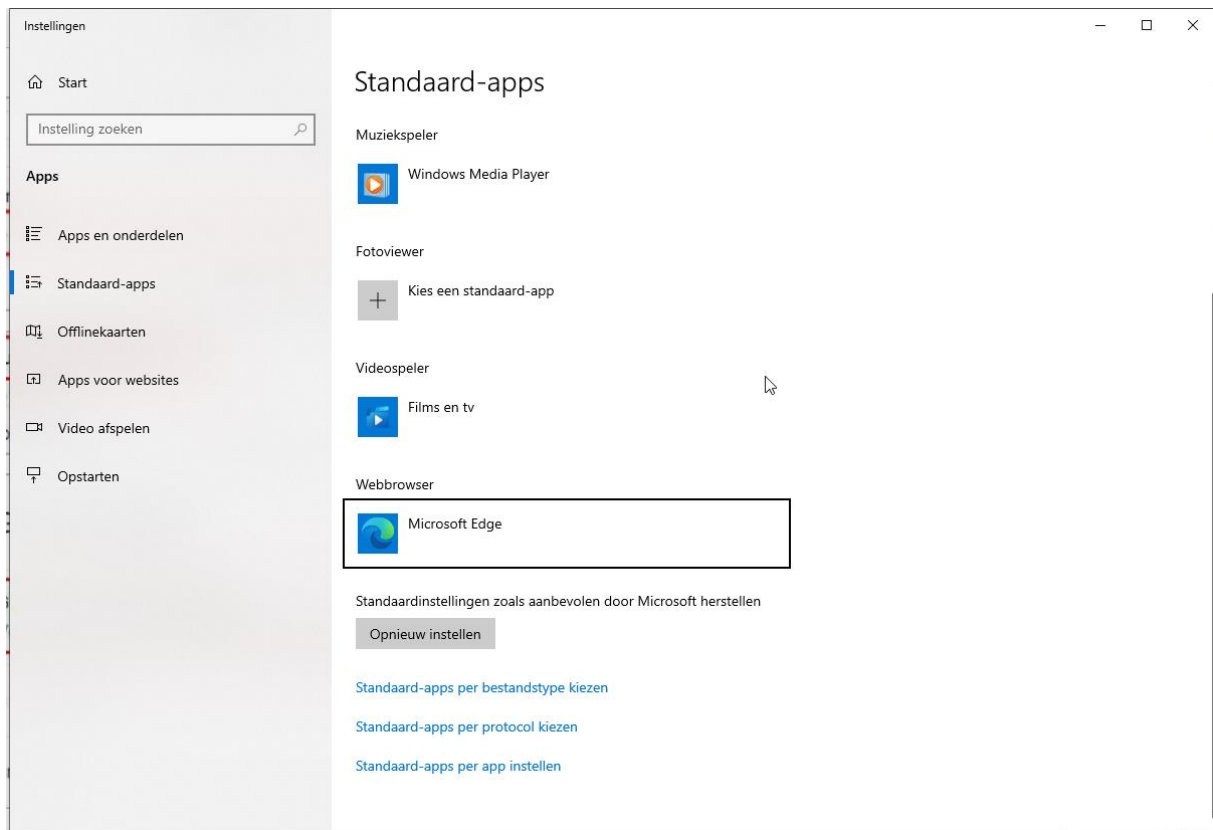 Instellingen
Start
Instelling zoeken
Apps
Apps en onderdelen
Standaard-apps
Offlinekaarten
Apps voor websites
Video afspelen
Opstarten
Standaard-apps
Muziekspeler
Windows Media Player
Fotoviewer
Kies een standaard-app
Videospeler
Films en tv
Webbrowser
Microsoft Edge
Standaardinstellingen zoals aanbevolen door Microsoft herstellen
Opnieuw instellen
Standaard-apps per bestandstype kiezen
Standaard-apps per protocol kiezen
Standaard-apps per app instellen